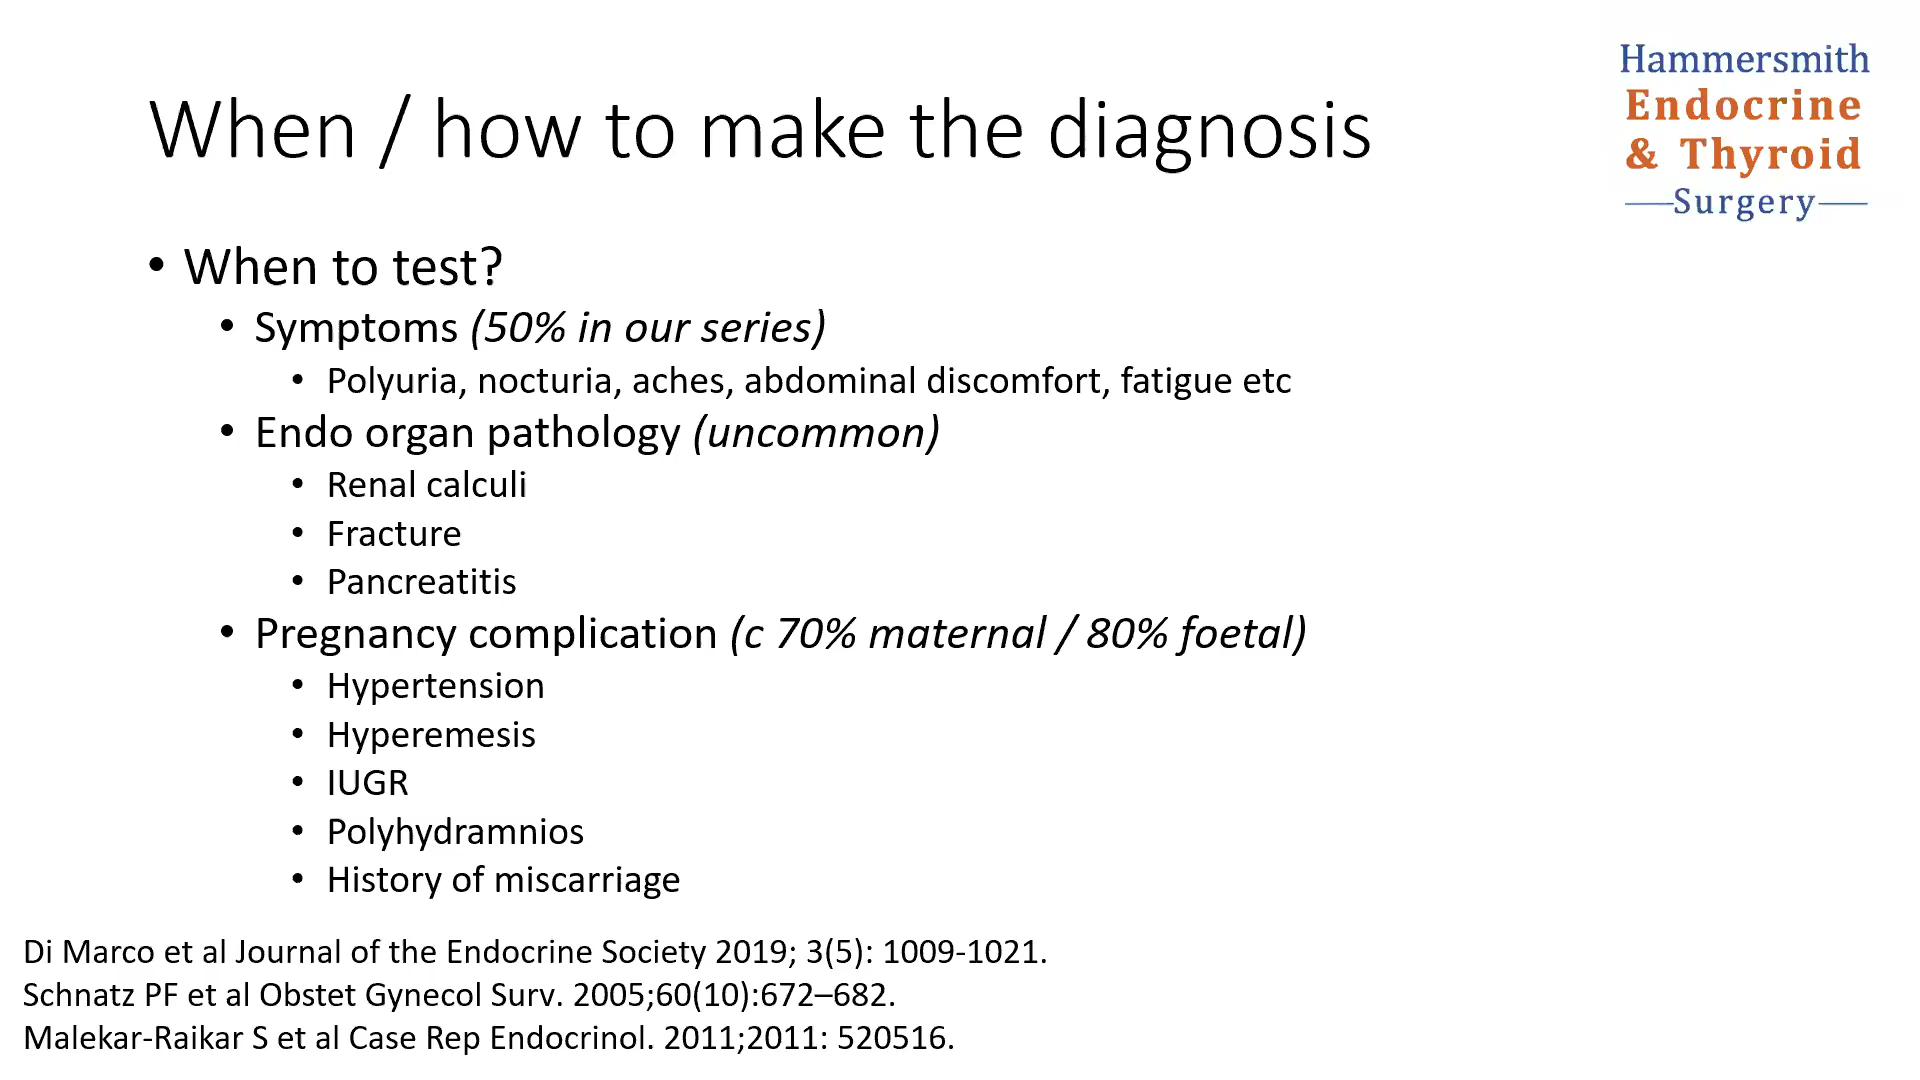 Hammersmith
Endocrine
& Thyroid
Surgery
When / how to make the diagnosis
• When to test?
• Symptoms (50% in our series)
• Polyuria, nocturia, aches, abdominal discomfort, fatigue etc
• Endo organ pathology (uncommon)
• Renal calculi
• Fracture
• Pancreatitis
• Pregnancy complication (c 70% maternal / 80% foetal)
• Hypertension
• Hyperemesis
• IUGR
• Polyhydramnios
• History of miscarriage
Di Marco et al Journal of the Endocrine Society 2019; 3(5): 1009-1021.
Schnatz PF et al Obstet Gynecol Surv. 2005;60(10):672–682.
Malekar-Raikar S et al Case Rep Endocrinol. 2011;2011: 520516.